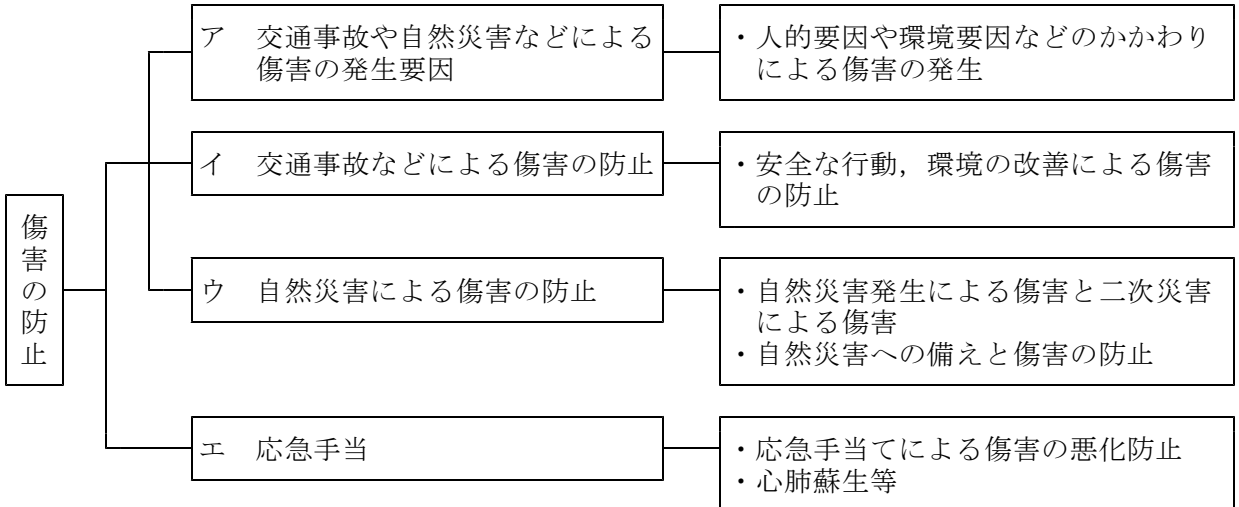 傷害の防止
ア　交通事故や自然災害などによる
傷害の発生要因
・人的要因や環境要因などのかかわり
による傷害の発生
イ　交通事故などによる傷害の防止
・安全な行動，環境の改善による傷害
の防止
ウ　自然災害による傷害の防止
・自然災害発生による傷害と二次災害
による傷害
・自然災害への備えと傷害の防止
エ　応急手当
・応急手当てによる傷害の悪化防止
・心肺蘇生等